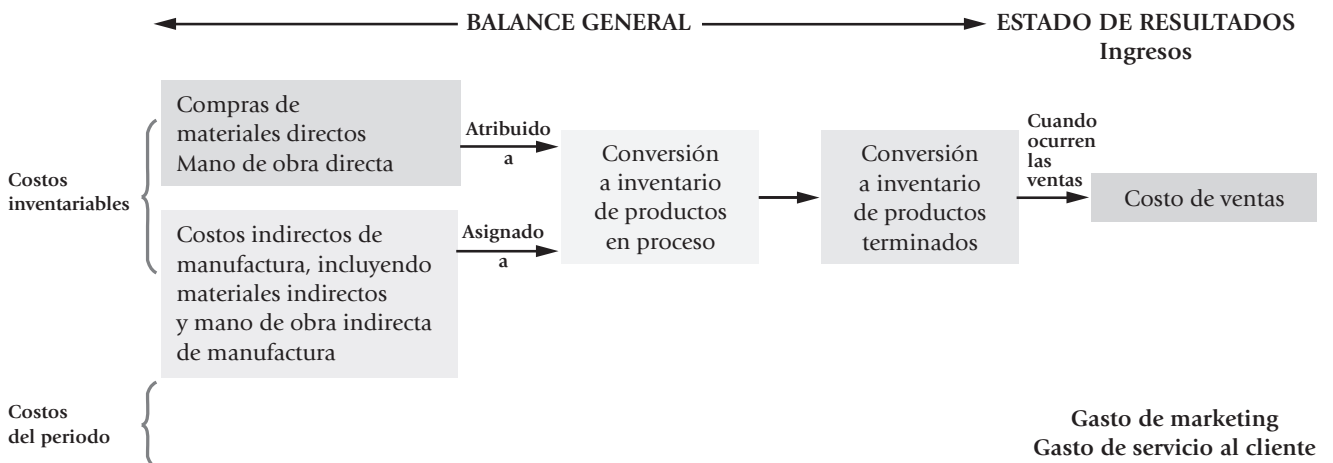 BALANCE GENERAL
ESTADO DE RESULTADOS
Ingresos
Costos
inventariables
Compras de
materiales directos
Mano de obra directa
Atribuido
a
Costos indirectos de
manufactura, incluyendo
materiales indirectos
y mano de obra indirecta
de manufactura
Asignado
a
Conversión
a inventario
de productos
en proceso
Conversión
a inventario
de productos
terminados
Cuando
ocurren
las
ventas
Costo de ventas
Costos
del periodo
Gasto de marketing
Gasto de servicio al cliente